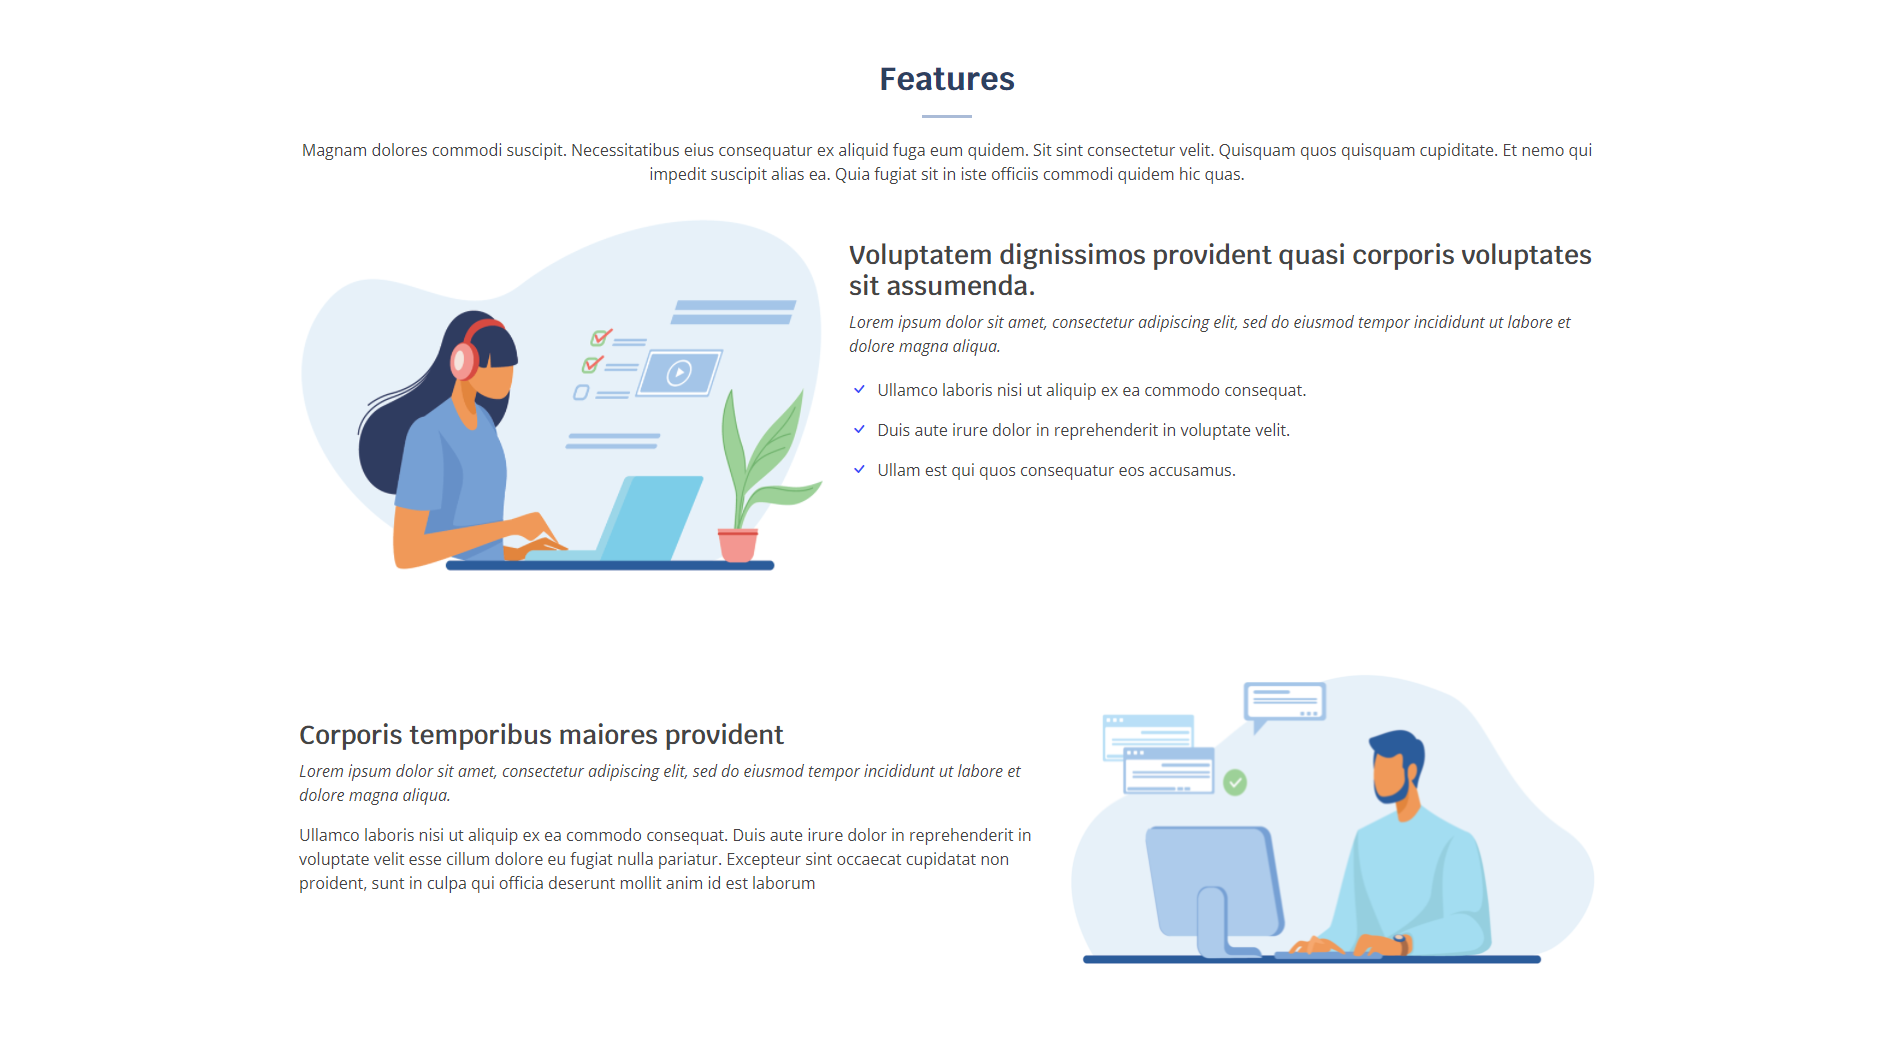 Features
Magnam dolores commodi suscipit. Necessitatibus eius consequatur ex aliquid fuga eum quidem. Sit sint consectetur velit. Quisquam quos quisquam cupiditate. Et nemo qui
impedit suscipit alias ea. Quia fugiat sit in iste officiis commodi quidem hic quas.
Voluptatem dignissimos provident quasi corporis voluptates
sit assumenda.
Lorem ipsum dolor sit amet, consectetur adipiscing elit, sed do eiusmod tempor incididunt ut labore et
dolore magna aliqua.
Ullamco laboris nisi ut aliquip ex ea commodo consequat.
Duis aute irure dolor in reprehenderit in voluptate velit.
Ullam est qui quos consequatur eos accusamus.
Corporis temporibus maiores provident
Lorem ipsum dolor sit amet, consectetur adipiscing elit, sed do eiusmod tempor incididunt ut labore et
dolore magna aliqua.
Ullamco laboris nisi ut aliquip ex ea commodo consequat. Duis aute irure dolor in reprehenderit in
voluptate velit esse cillum dolore eu fugiat nulla pariatur. Excepteur sint occaecat cupidatat non
proident, sunt in culpa qui officia deserunt mollit anim id est laborum